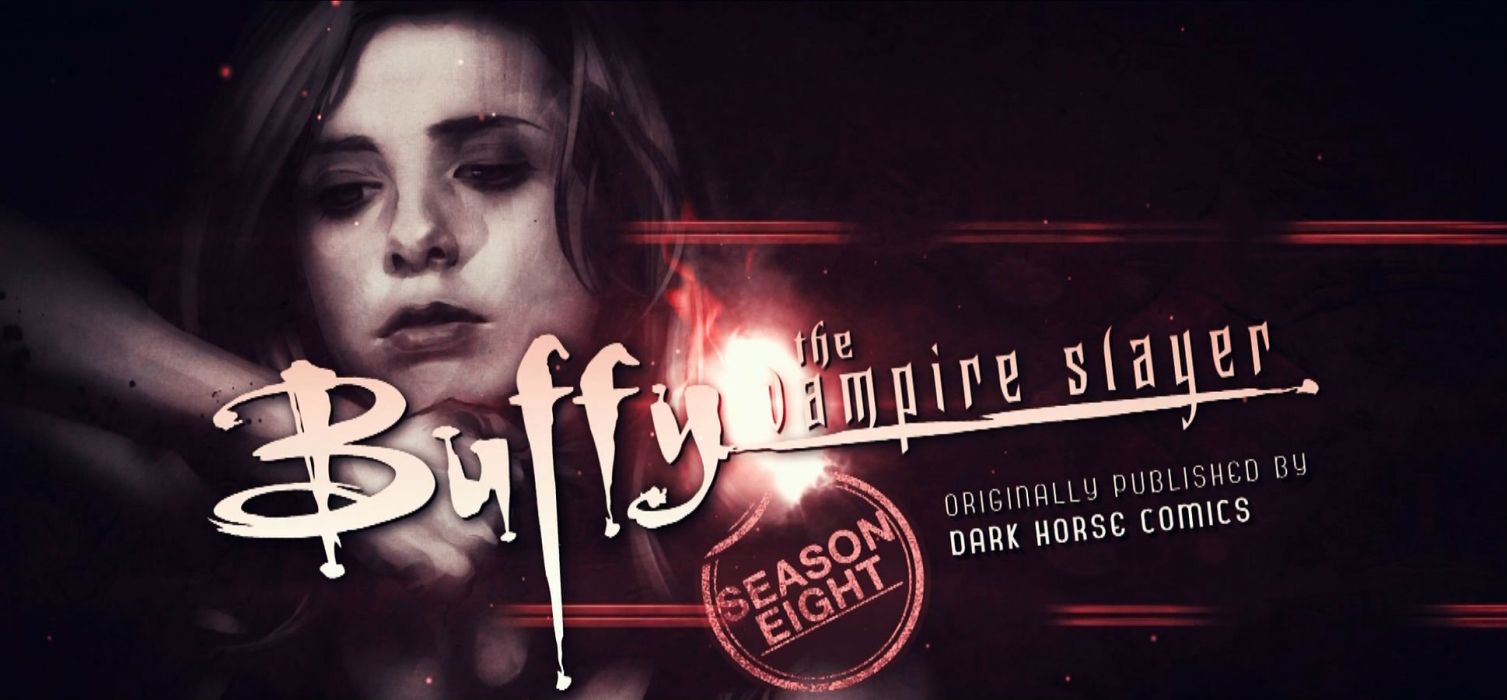 Buffy
the
vampire slayer
ORIGINALLY PUBLISHED BY
DARK HORSE COMICS
SEASON
EIGHT